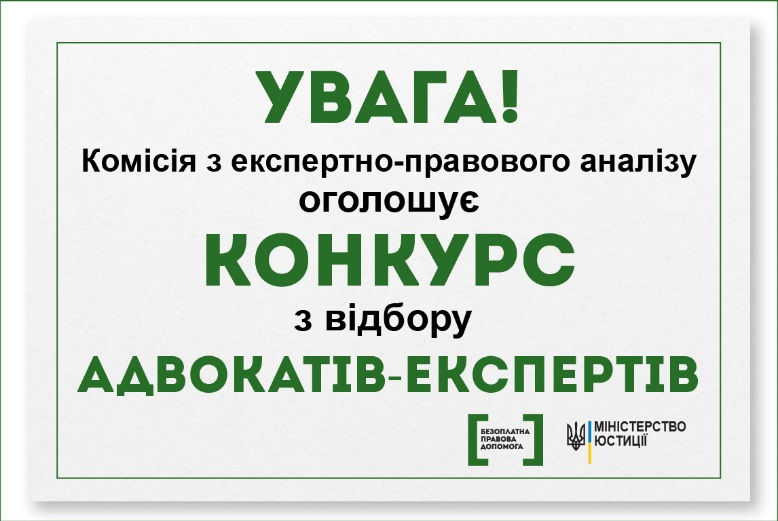 УВАГА!
Комісія з експертно-правового аналізу
оголошує
КОНКУРС
з відбору
АДВОКАТІВ-ЕКСПЕРТІВ
БЕЗОПЛАТНА
ПРАВОВА
ДОПОМОГА
МІНІСТЕРСТВО
ЮСТИЦІЇ